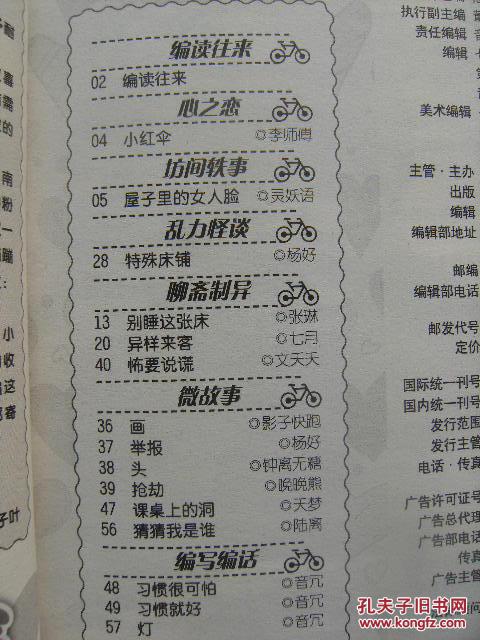 编读往来
02 编读往来
心之恋
04 小红伞 ◎李师傅
坊间轶事
05 屋子里的女人脸 ◎灵妖语
乱力怪谈
28 特殊床铺 ◎杨好
聊斋制异
13 别睡这张床 ◎张琳
20 异样来客 ◎七月
40 怖要说谎 ◎文夭夭
微故事
36 画 ◎影子快跑
37 举报 ◎杨好
38 头 ◎钟离无糖
39 抢劫 ◎晚晚熊
47 课桌上的洞 ◎天梦
56 猜猜我是谁 ◎陆离
编写编话
48 习惯很可怕 ◎音冗
49 习惯就好 ◎音冗
57 灯 ◎音冗
执行副主编
责任编辑
编辑
美术编辑
主管·主办
出版
编辑
编辑部地址
邮编
编辑部电话
邮发代号
定价
国际统一刊号
国内统一刊号
发行范围
发行主管
电话·传真
广告许可证号
广告总代理
广告部电话
传真
广告主管
南
粉
一
睡
小
收
这
子叶
孔夫子旧书网
www.kongfz.com